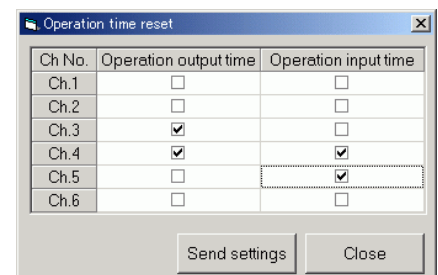 Operation time reset
Ch No. Operation output time Operation input time
Ch.1
Ch.2
Ch.3
Ch.4
Ch.5
Ch.6
Send settings Close